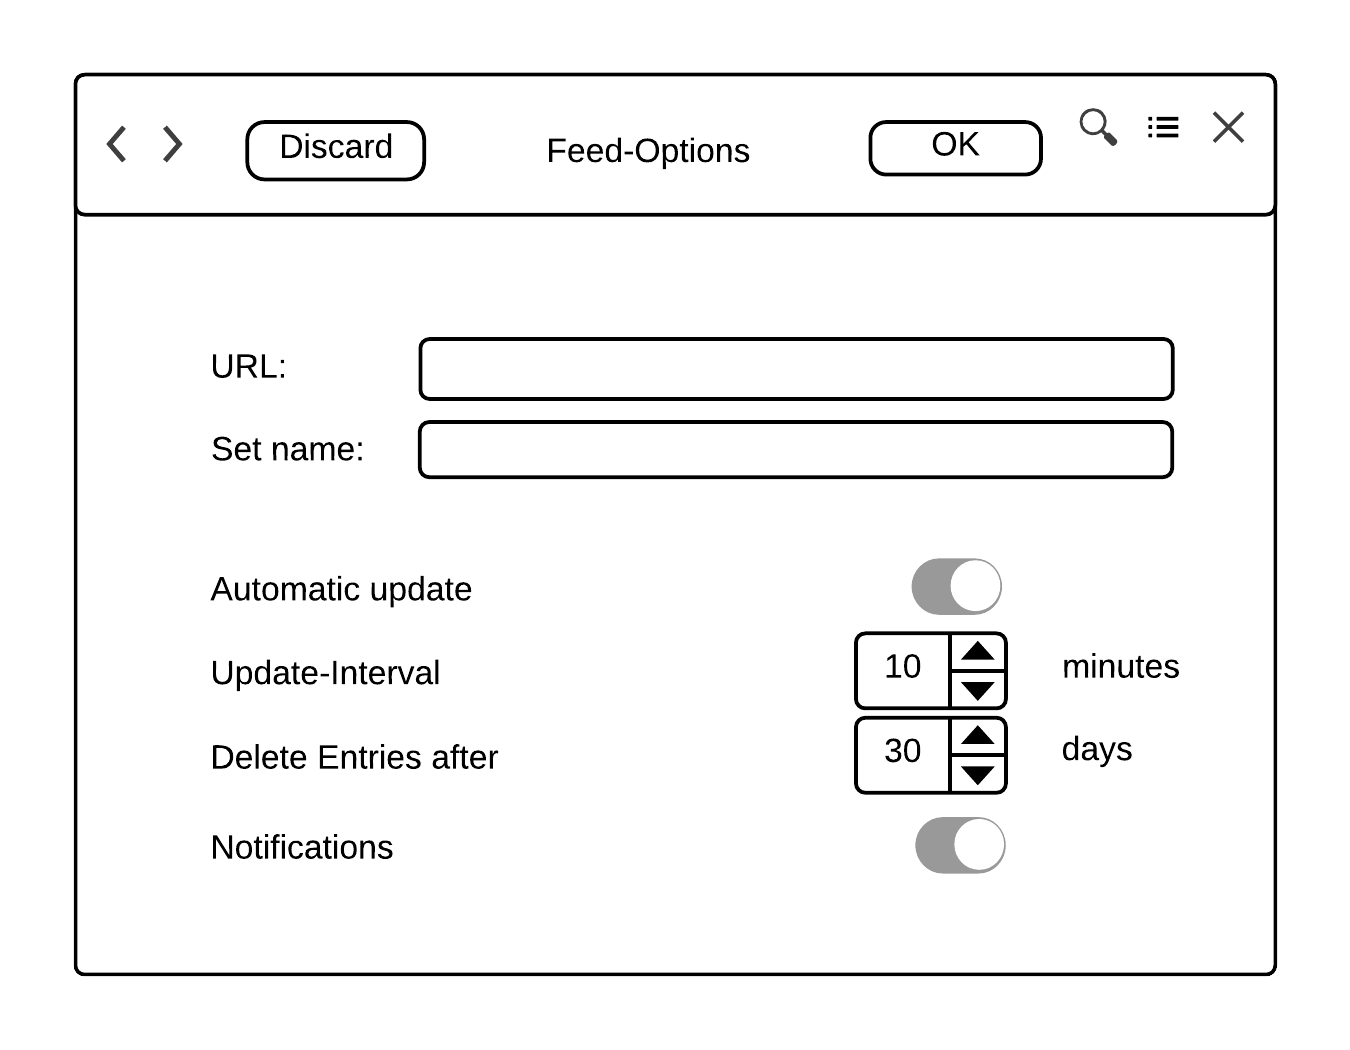 Discard Feed-Options OK
URL:
Set name:
Automatic update
Update-Interval 10 minutes
Delete Entries after 30 days
Notifications